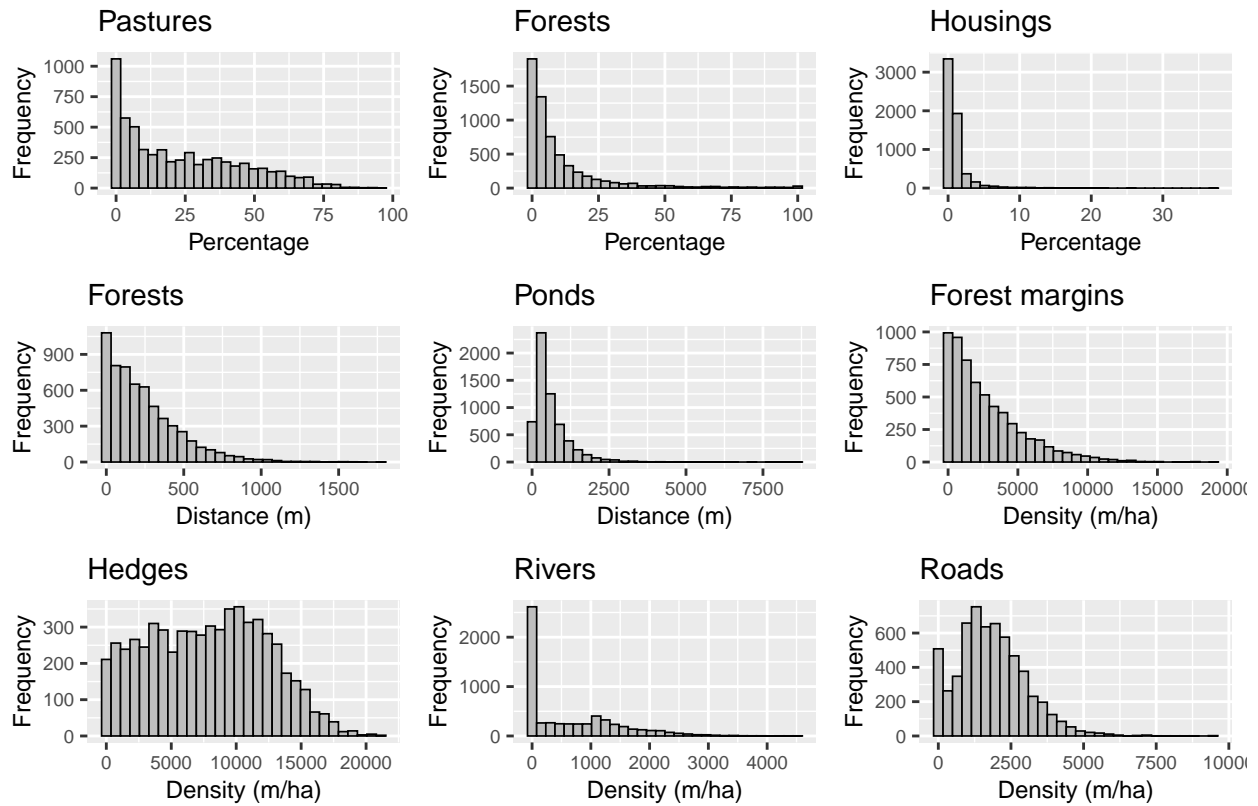 Pastures
Frequency
1000
750
500
250
0
0 25 50 75 100
Percentage
Forests
Frequency
1500
1000
500
0
0 25 50 75 100
Percentage
Housings
Frequency
3000
2000
1000
0
0 10 20 30
Percentage
Forests
Frequency
900
600
300
0
0 500 1000 1500
Distance (m)
Ponds
Frequency
2000
1500
1000
500
0
0 2500 5000 7500
Distance (m)
Forest margins
Frequency
1000
750
500
250
0
0 5000 10000 15000 20000
Density (m/ha)
Hedges
Frequency
300
200
100
0
0 5000 10000 15000 20000
Density (m/ha)
Rivers
Frequency
2000
1000
0
0 1000 2000 3000 4000
Density (m/ha)
Roads
Frequency
600
400
200
0
0 2500 5000 7500 1000
Density (m/ha)